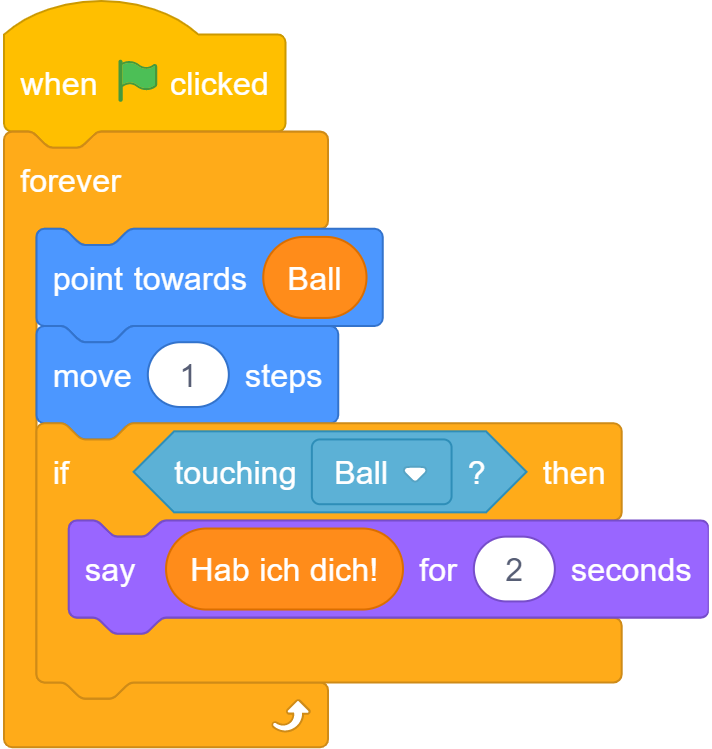 when clicked
forever
point towards Ball
move 1 steps
if touching Ball ? then
say Hab ich dich! for 2 seconds